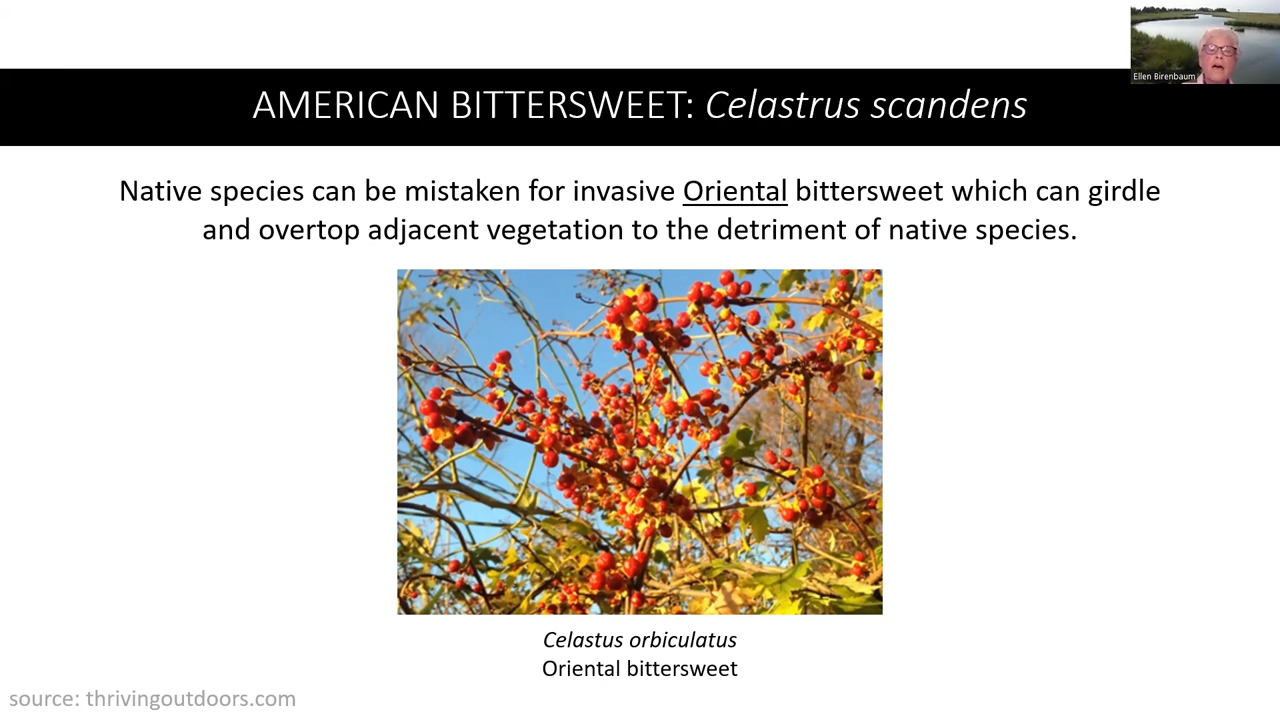 Ellen Birenbaum
AMERICAN BITTERSWEET: Celastrus scandens
Native species can be mistaken for invasive Oriental bittersweet which can girdle
and overtop adjacent vegetation to the detriment of native species.
Celastus orbiculatus
Oriental bittersweet
source: thrivingoutdoors.com